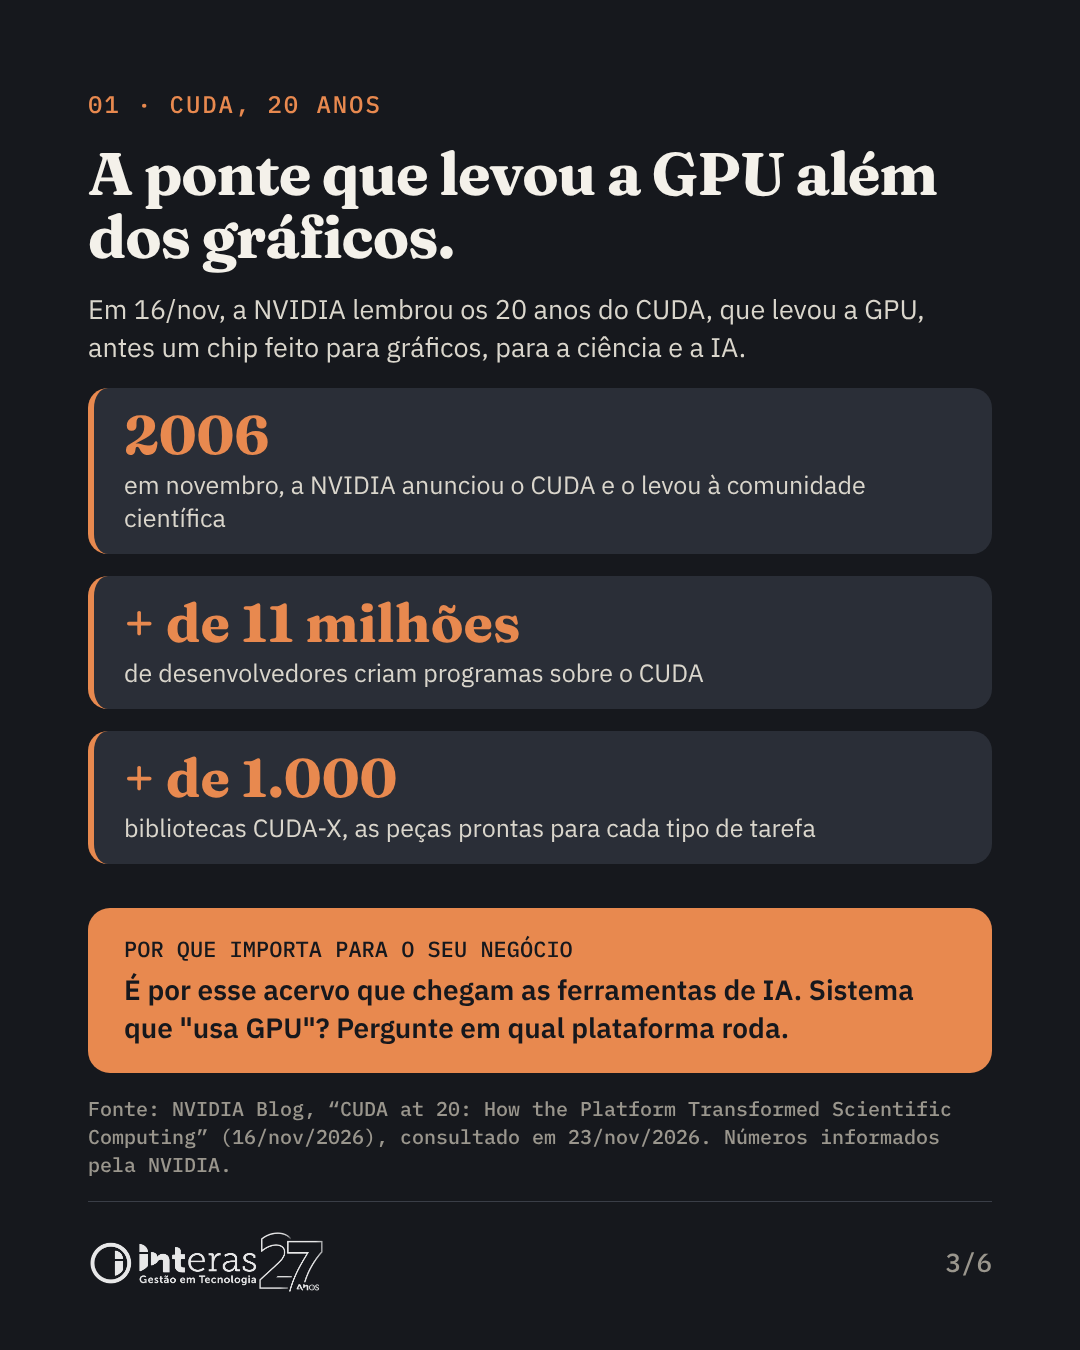 01 · CUDA, 20 ANOS
A ponte que levou a GPU além
dos gráficos.
Em 16/nov, a NVIDIA lembrou os 20 anos do CUDA, que levou a GPU,
antes um chip feito para gráficos, para a ciência e a IA.
2006
em novembro, a NVIDIA anunciou o CUDA e o levou à comunidade
científica
+ de 11 milhões
de desenvolvedores criam programas sobre o CUDA
+ de 1.000
bibliotecas CUDA-X, as peças prontas para cada tipo de tarefa
POR QUE IMPORTA PARA O SEU NEGÓCIO
É por esse acervo que chegam as ferramentas de IA. Sistema
que "usa GPU"? Pergunte em qual plataforma roda.
Fonte: NVIDIA Blog, “CUDA at 20: How the Platform Transformed Scientific
Computing” (16/nov/2026), consultado em 23/nov/2026. Números informados
pela NVIDIA.
interas 27
Gestão em Tecnologia ANOS
3/6